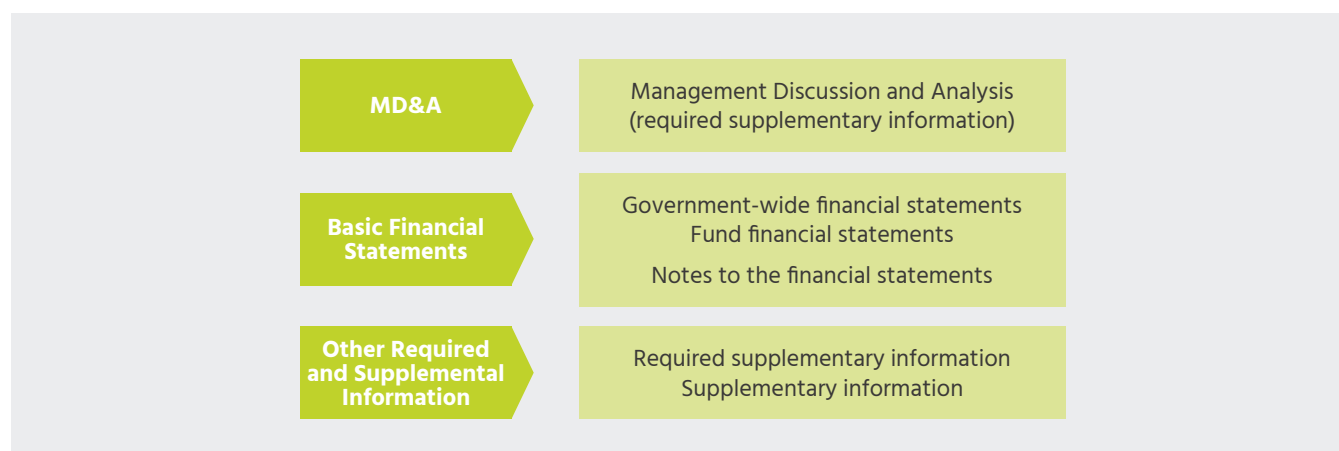 MD&A
Management Discussion and Analysis
(required supplementary information)
Basic Financial
Statements
Government-wide financial statements
Fund financial statements
Notes to the financial statements
Other Required
and Supplemental
Information
Required supplementary information
Supplementary information